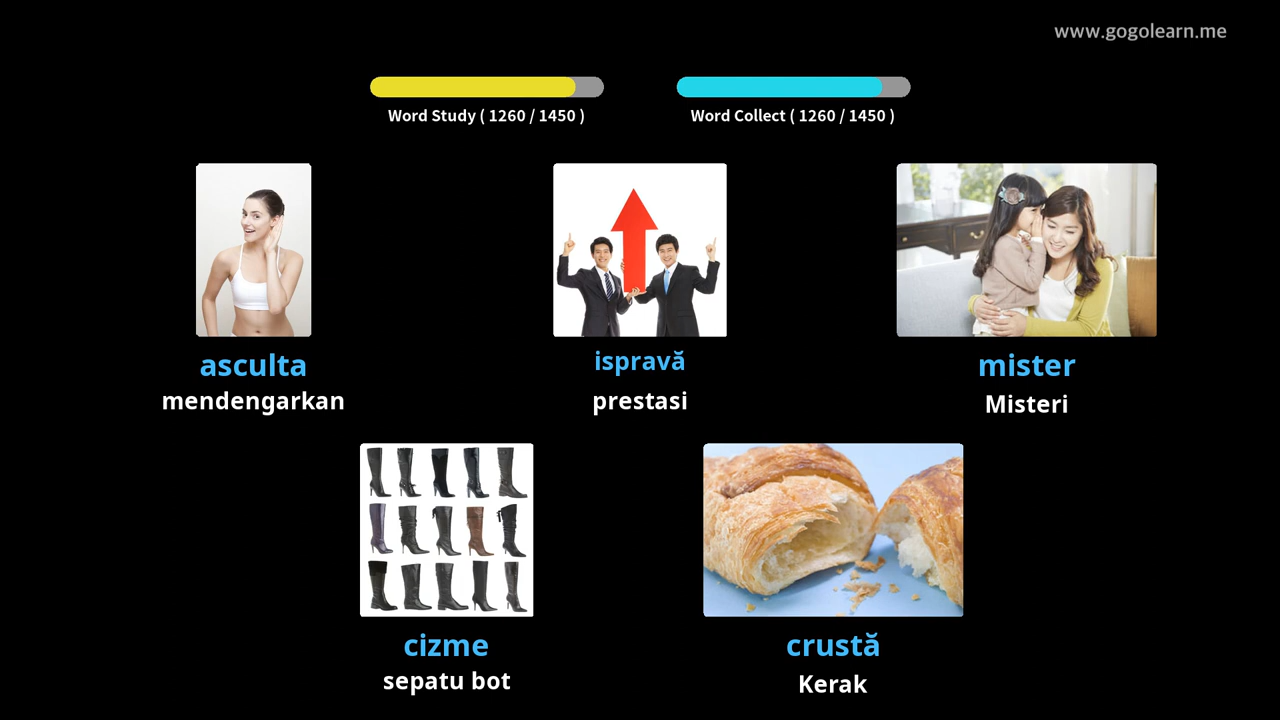 www.gogolearn.me
Word Study ( 1260 / 1450 )
Word Collect ( 1260 / 1450 )
asculta
mendengarkan
ispravă
prestasi
mister
Misteri
cizme
sepatu bot
crustă
Kerak